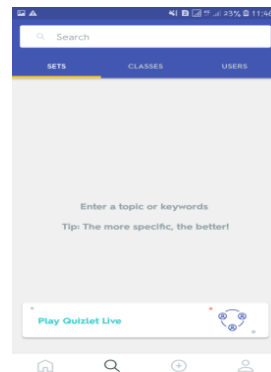 23% 11:46
Search
SETS CLASSES USERS
Enter a topic or keywords
Tip: The more specific, the better!
Play Quizlet Live